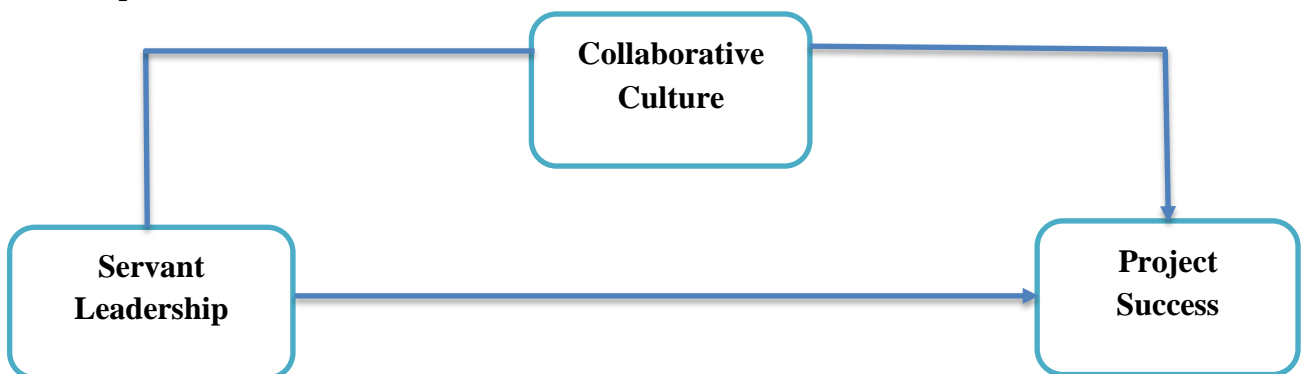 Collaborative
Culture
Servant
Leadership
Project
Success